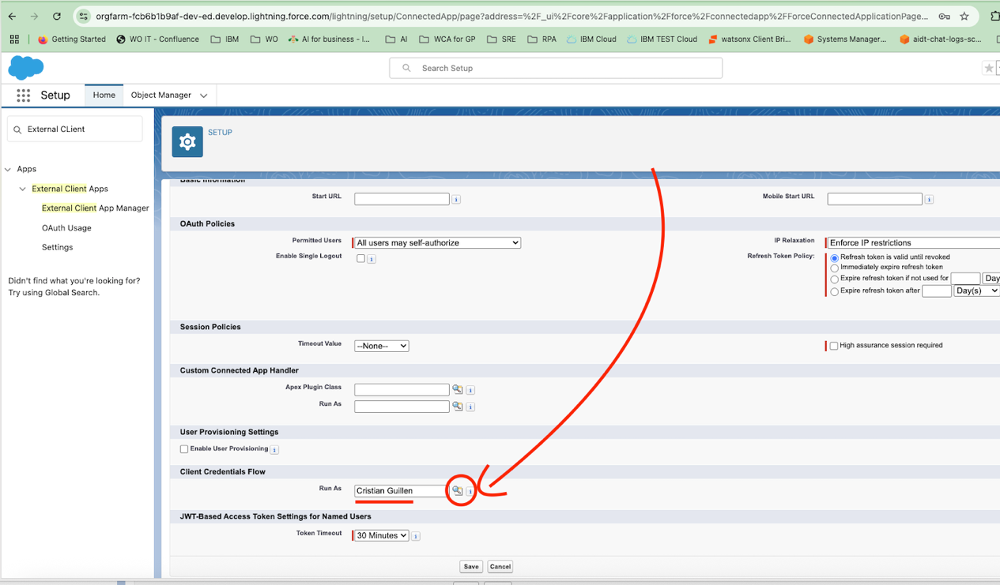 orgfarm-fcb6b1b9af-dev-ed.develop.lightning.force.com/lightning/setup/ConnectedApp/page?address=%2F_ui%2Fcore%2Fapplication%2Fforce%2Fconnectedapp%2FForceConnectedApplicationPage...
Getting Started WO IT - Confluence IBM WO AI for business - I... AI WCA for GP SRE RPA IBM Cloud IBM TEST Cloud watsonx Client Bri... Systems Manager... aidt-chat-logs-sc...
Search Setup
Setup Home Object Manager
External CLient
SETUP
Apps
External Client Apps
External Client App Manager
OAuth Usage
Settings
Didn't find what you're looking for?
Try using Global Search.
Basic Information
Start URL i Mobile Start URL i
OAuth Policies
Permitted Users All users may self-authorize IP Relaxation Enforce IP restrictions
Enable Single Logout i Refresh Token Policy: Refresh token is valid until revoked
Immediately expire refresh token
Expire refresh token if not used for Day
Expire refresh token after Day(s)
Session Policies
Timeout Value --None-- High assurance session required
Custom Connected App Handler
Apex Plugin Class i
Run As i
User Provisioning Settings
Enable User Provisioning i
Client Credentials Flow
Run As Cristian Guillen i
JWT-Based Access Token Settings for Named Users
Token Timeout 30 Minutes i
Save Cancel